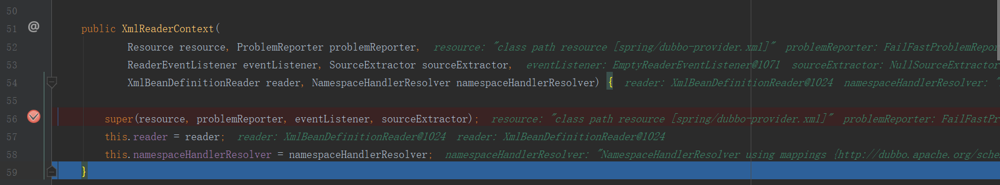 50
51 @ public XmlReaderContext(
52 Resource resource, ProblemReporter problemReporter, resource: "class path resource [spring/dubbo-provider.xml]" problemReporter: FailFastProblemRepor
53 ReaderEventListener eventListener, SourceExtractor sourceExtractor, eventListener: EmptyReaderEventListener@1071 sourceExtractor: NullSourceExtractor
54 XmlBeanDefinitionReader reader, NamespaceHandlerResolver namespaceHandlerResolver) { reader: XmlBeanDefinitionReader@1024 namespaceHandlerResolver: "
55
56 super(resource, problemReporter, eventListener, sourceExtractor); resource: "class path resource [spring/dubbo-provider.xml]" problemReporter: FailFastPr
57 this.reader = reader; reader: XmlBeanDefinitionReader@1024 reader: XmlBeanDefinitionReader@1024
58 this.namespaceHandlerResolver = namespaceHandlerResolver; namespaceHandlerResolver: "NamespaceHandlerResolver using mappings {http://dubbo.apache.org/sche
59 }